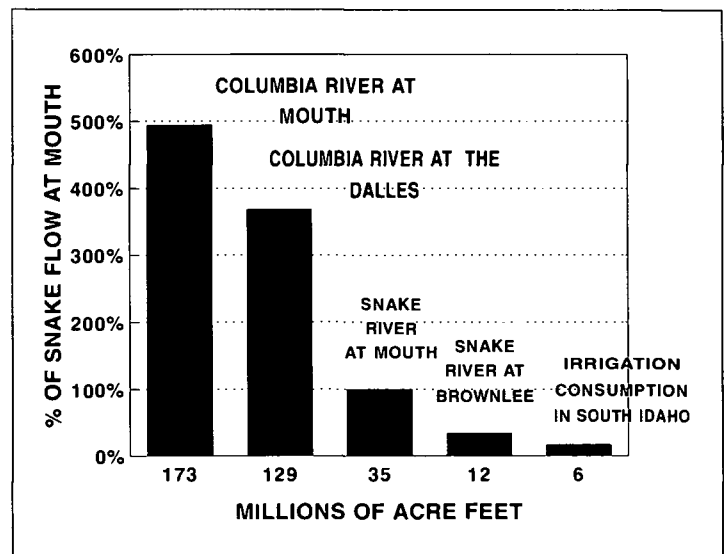 % OF SNAKE FLOW AT MOUTH
600%
500%
400%
300%
200%
100%
0%
COLUMBIA RIVER AT
MOUTH
COLUMBIA RIVER AT THE
DALLES
SNAKE
RIVER
AT MOUTH
SNAKE
RIVER AT
BROWNLEE
IRRIGATION
CONSUMPTION
IN SOUTH IDAHO
173 129 35 12 6
MILLIONS OF ACRE FEET